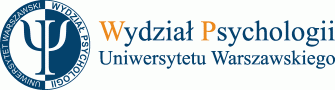 UNIWERSYTET WARSZAWSKI
WYDZIAŁ PSYCHOLOGII
Ψ
Wydział Psychologii
Uniwersytetu Warszawskiego